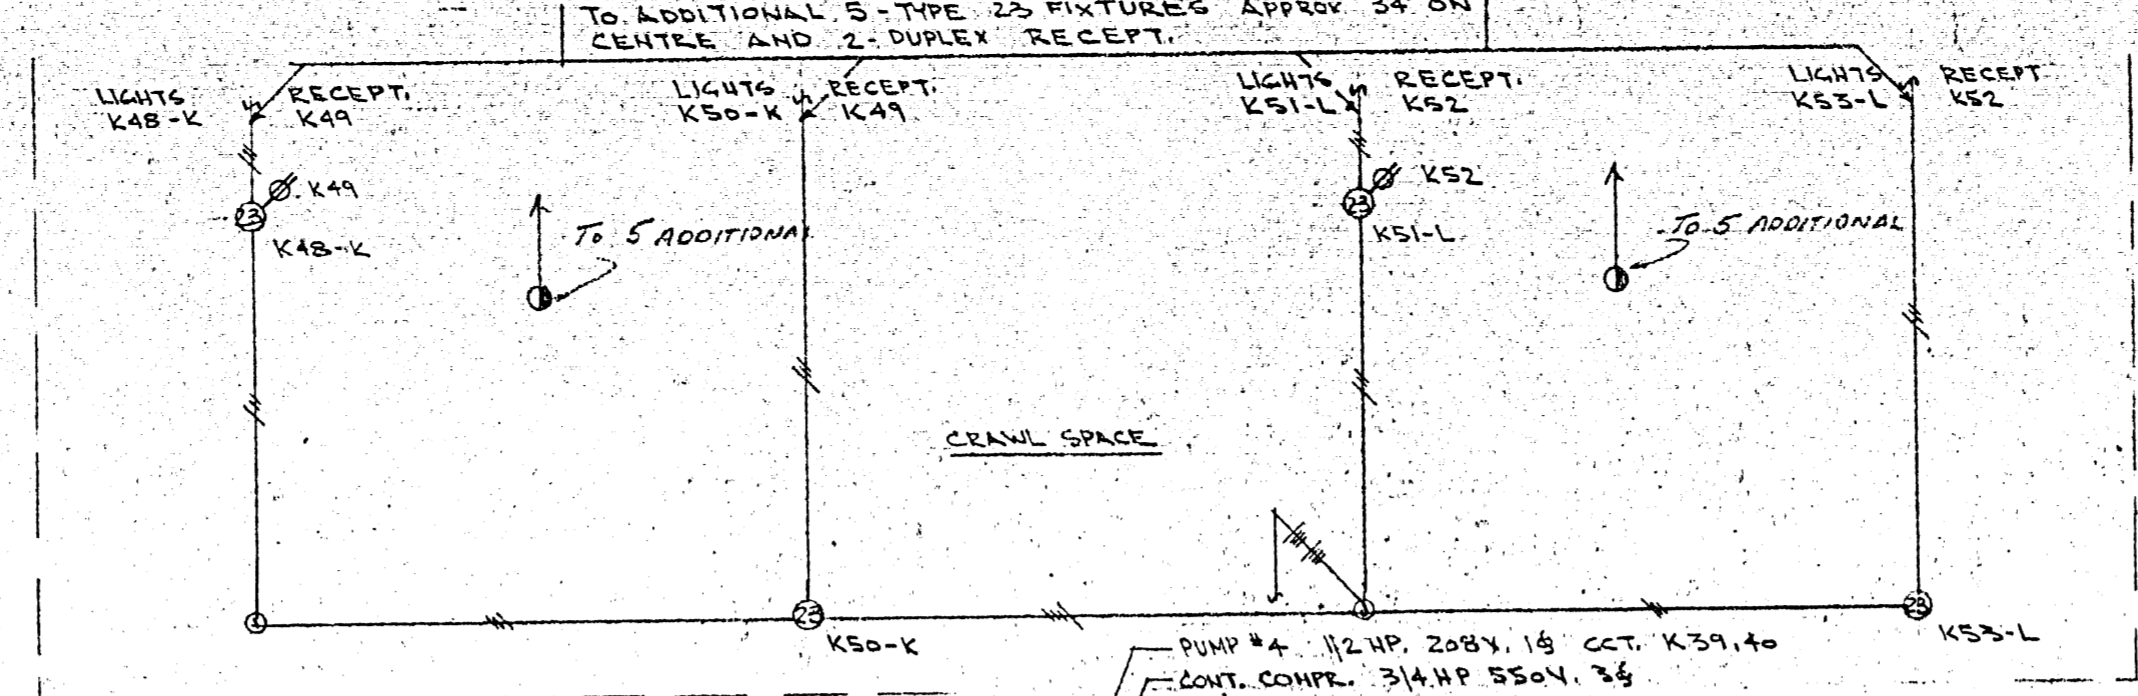 TO ADDITIONAL 5-TYPE 23 FIXTURES APPROX. 34 ON
CENTRE AND 2-DUPLEX RECEPT.
LIGHTS
K48-K
RECEPT.
K49
LIGHTS
K50-K
RECEPT.
K49
LIGHTS
K51-L
RECEPT.
K52
LIGHTS
K53-L
RECEPT
K52
K49
23
K48-K
TO 5 ADDITIONAL
K52
23
K51-L
TO 5 ADDITIONAL
CRAWL SPACE
23
K50-K
23
K53-L
PUMP #4 1/2 HP. 208V. 1ϕ CCT. K39,40
CONT. COMPR. 3/4 HP 550V. 3ϕ